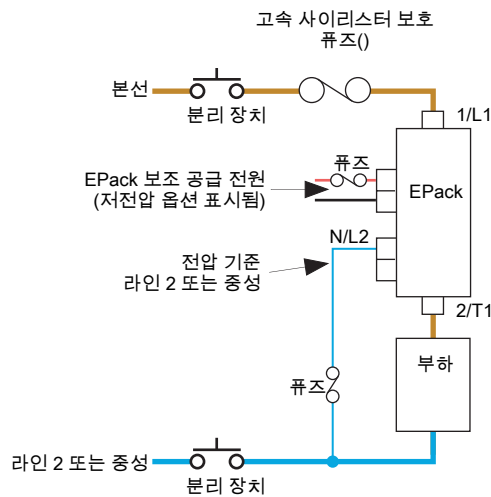 고속 사이리스터 보호
퓨즈()
본선
분리 장치
1/L1
퓨즈
EPack 보조 공급 전원
(저전압 옵션 표시됨)
EPack
N/L2
전압 기준
라인 2 또는 중성
2/T1
부하
퓨즈
라인 2 또는 중성
분리 장치